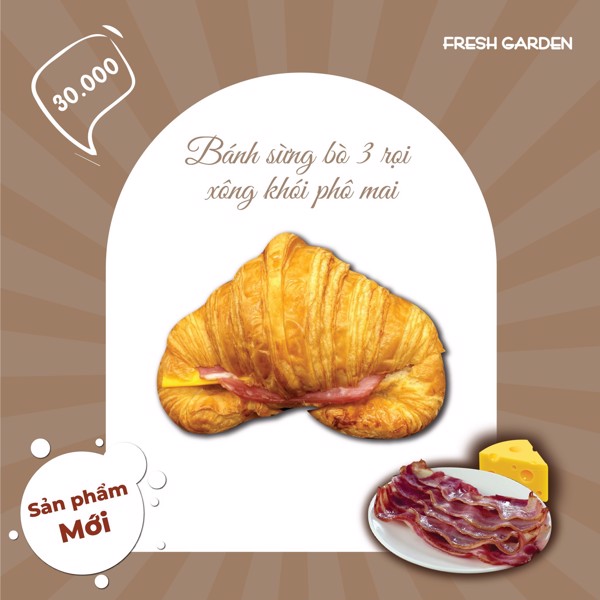 FRESH GARDEN
30.000
Bánh sừng bò 3 rọi
xông khói phô mai
Sản phẩm
Mới